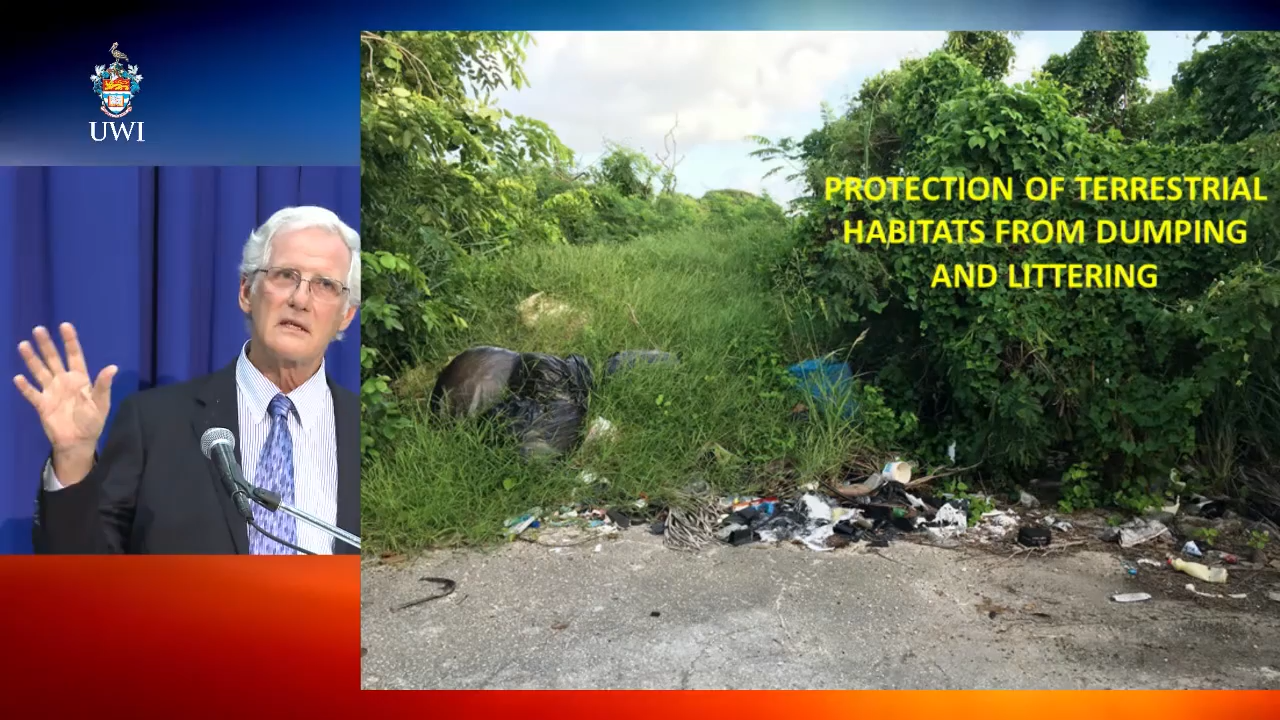 UWI
PROTECTION OF TERRESTRIAL
HABITATS FROM DUMPING
AND LITTERING